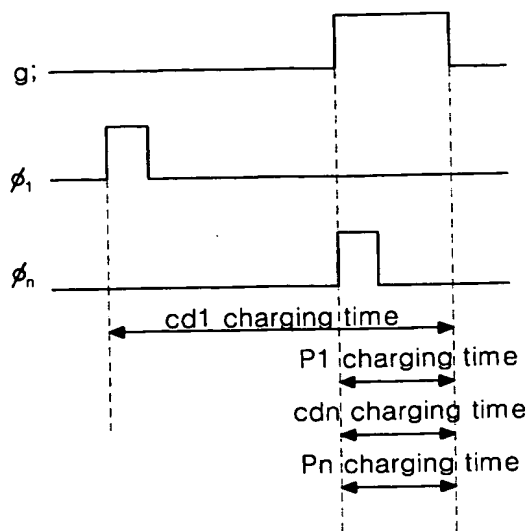 g;
ϕ₁
ϕₙ
cd1 charging time
P1 charging time
cdn charging time
Pn charging time